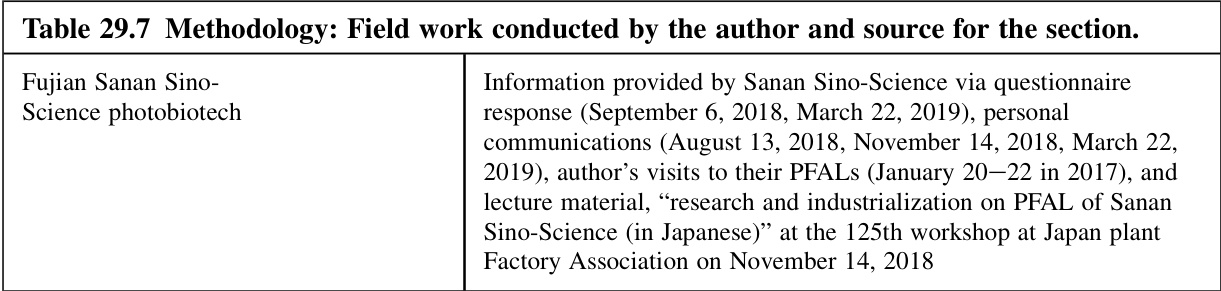 Table 29.7 Methodology: Field work conducted by the author and source for the section.
Fujian Sanan Sino-
Science photobiotech
Information provided by Sanan Sino-Science via questionnaire
response (September 6, 2018, March 22, 2019), personal
communications (August 13, 2018, November 14, 2018, March 22,
2019), author’s visits to their PFALs (January 20−22 in 2017), and
lecture material, “research and industrialization on PFAL of Sanan
Sino-Science (in Japanese)” at the 125th workshop at Japan plant
Factory Association on November 14, 2018